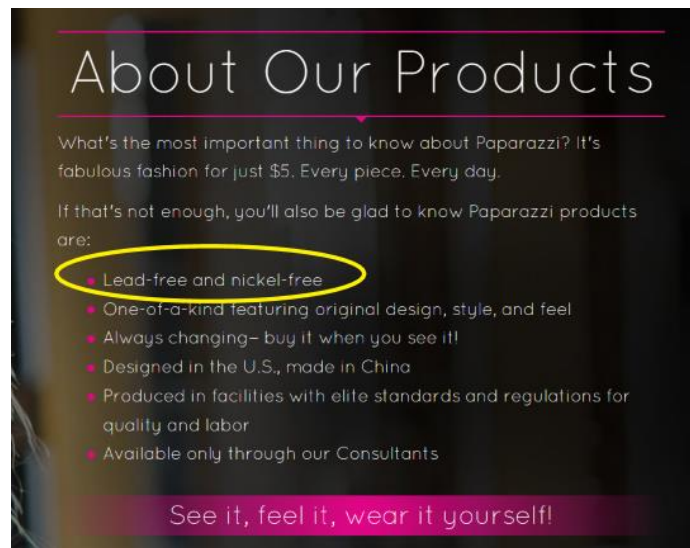 About Our Products
What's the most important thing to know about Paparazzi? It's
fabulous fashion for just $5. Every piece. Every day.
If that's not enough, you'll also be glad to know Paparazzi products
are:
Lead-free and nickel-free
One-of-a-kind featuring original design, style, and feel
Always changing– buy it when you see it!
Designed in the U.S., made in China
Produced in facilities with elite standards and regulations for
quality and labor
Available only through our Consultants
See it, feel it, wear it yourself!